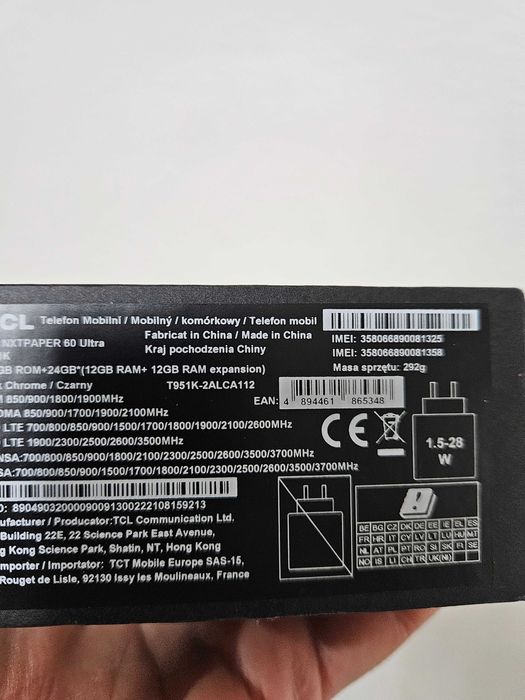 CL Telefon Mobilní / Mobilný / komórkowy / Telefon mobil
NXTPAPER 60 Ultra
Fabricat in China / Made in China
K
Kraj pochodzenia Chiny
GB ROM+24GB*(12GB RAM+ 12GB RAM expansion)
Chrome / Czarny
T951K-2ALCA112
IMEI: 358066890081325
IMEI: 358066890081358
Masa sprzętu: 292g
EAN: 4 894461 865348
M 850/900/1800/1900MHz
DMA 850/900/1700/1900/2100MHz
LTE 700/800/850/900/1500/1700/1800/1900/2100/2600MHz
LTE 1900/2300/2500/2600/3500MHz
NSA:700/800/850/900/1800/2100/2300/2500/2600/3500/3700MHz
SA:700/800/850/900/1500/1700/1800/2100/2300/2500/2600/3500/3700MHz
CE
1.5-28
W
D: 890490320000090091300222108159213
nufacturer / Producator:TCL Communication Ltd.
Building 22E, 22 Science Park East Avenue,
ng Kong Science Park, Shatin, NT, Hong Kong
mporter / Importator: TCT Mobile Europe SAS-15,
Rouget de Lisle, 92130 Issy les Moulineaux, France
BE BG CZ DK DE EE IE EL ES
FR HR IT CY LV LT LU HU MT
NL AT PL PT RO SI SK FI SE
NO IS LI CH TR UK(NI)